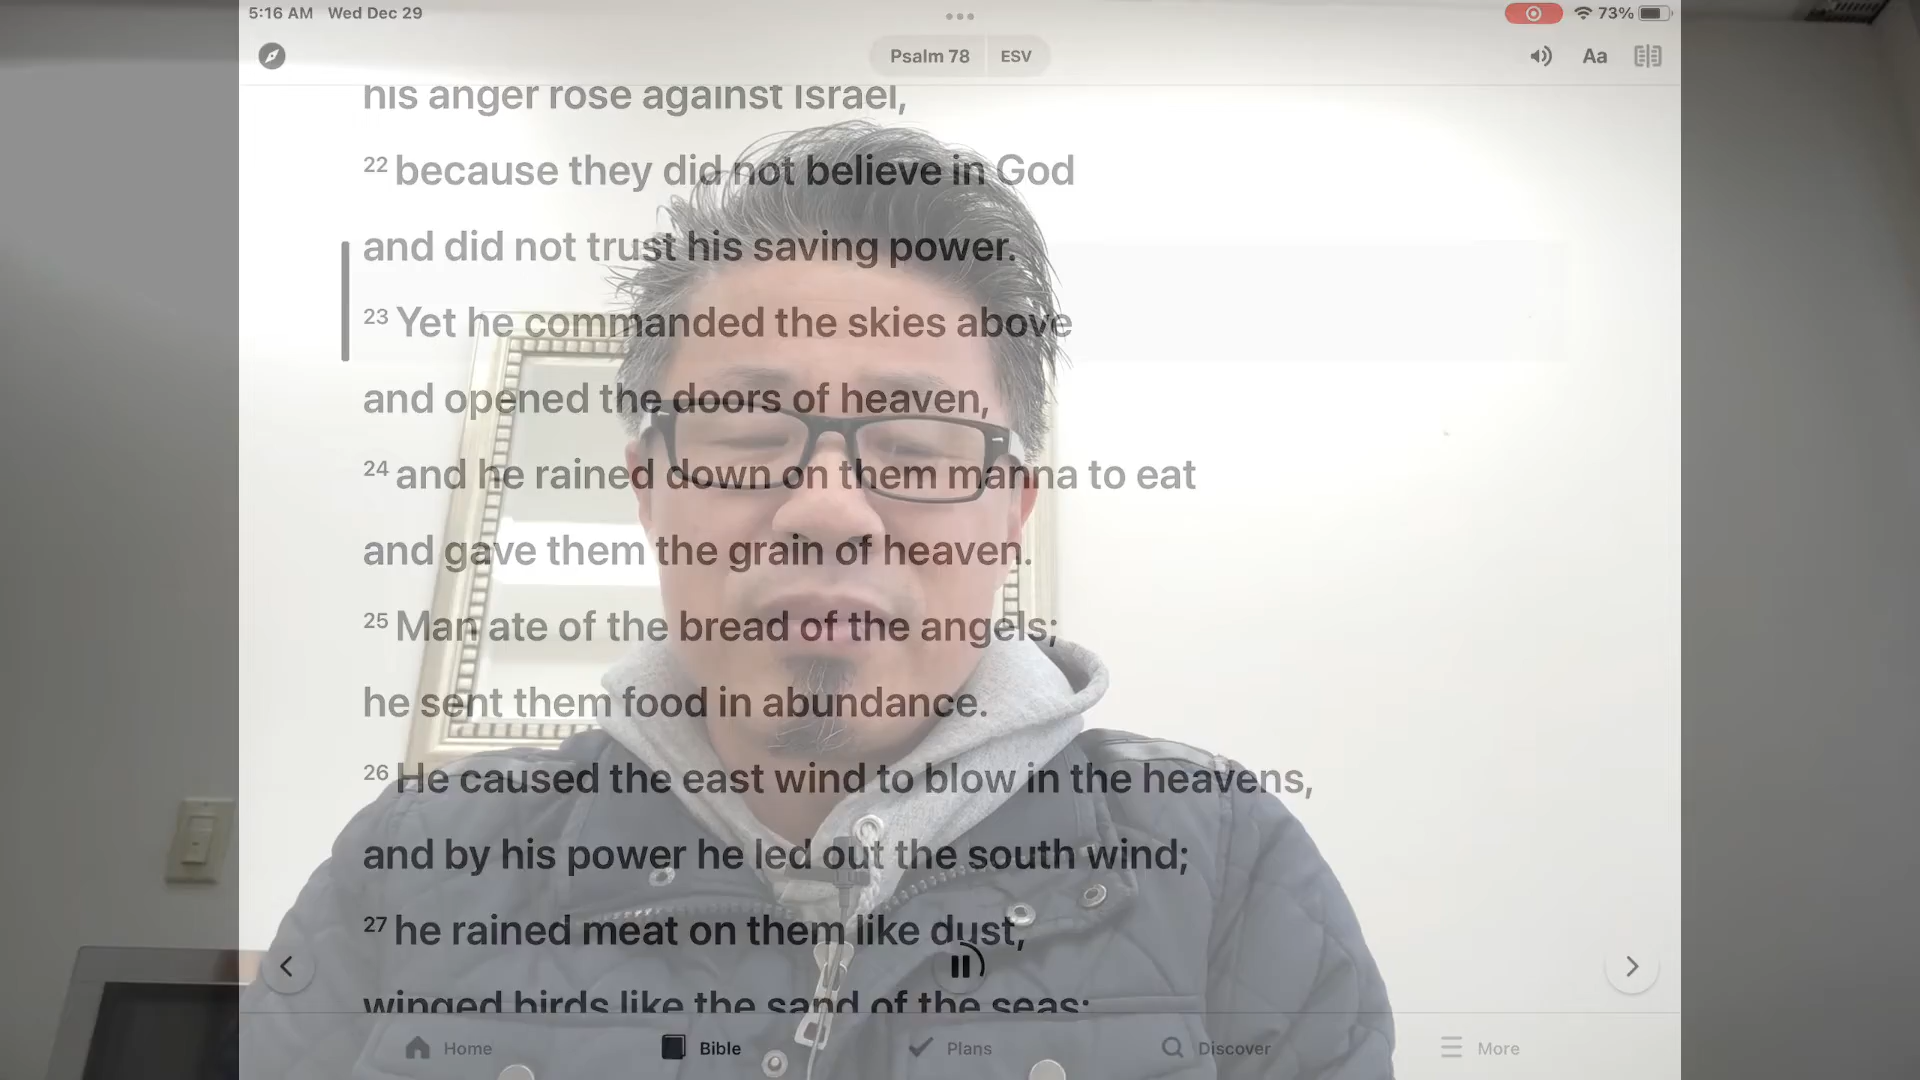 5:16 AM Wed Dec 29
73%
Psalm 78 ESV
Aa
his anger rose against Israel,
22 because they did not believe in God
and did not trust his saving power.
23 Yet he commanded the skies above
and opened the doors of heaven,
24 and he rained down on them manna to eat
and gave them the grain of heaven.
25 Man ate of the bread of the angels;
he sent them food in abundance.
26 He caused the east wind to blow in the heavens,
and by his power he led out the south wind;
27 he rained meat on them like dust,
winged birds like the sand of the seas;
Home Bible Plans Discover More